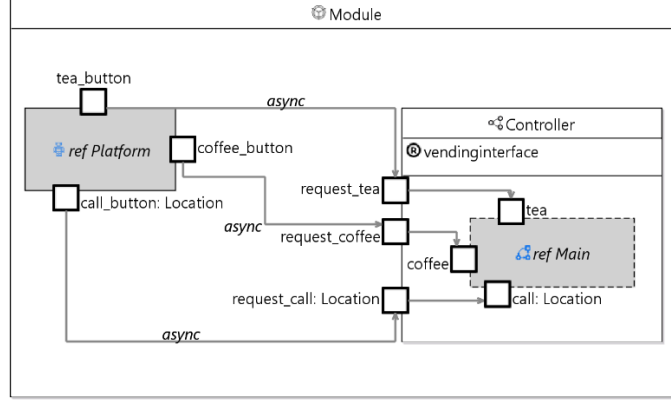 Module
tea_button
async
ref Platform
coffee_button
call_button: Location
async
async
Controller
R vendinginterface
request_tea
request_coffee
request_call: Location
tea
coffee
ref Main
call: Location